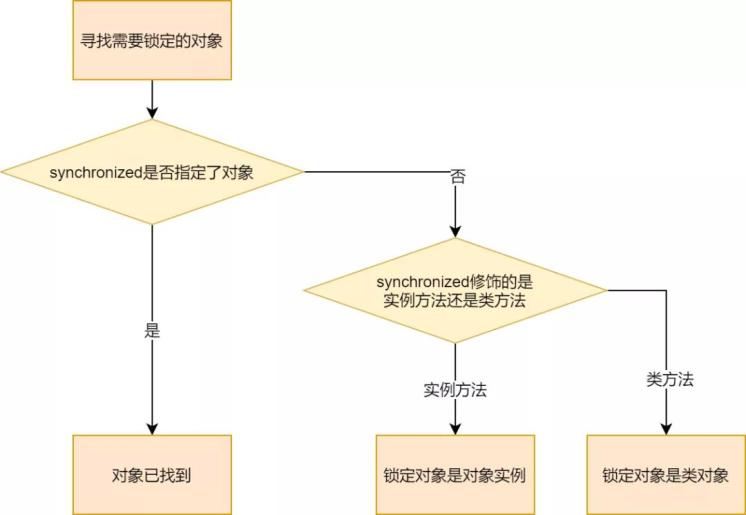 寻找需要锁定的对象
synchronized是否指定了对象
否
synchronized修饰的是
实例方法还是类方法
是
实例方法
类方法
对象已找到
锁定对象是对象实例
锁定对象是类对象